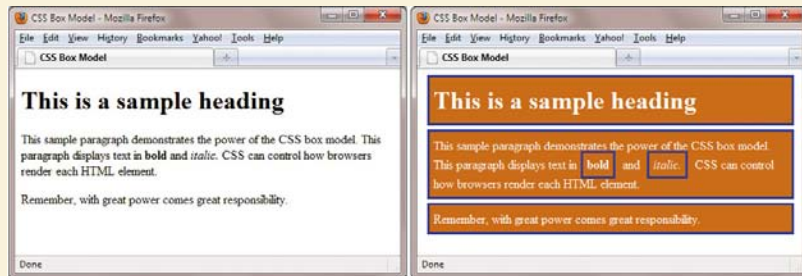 CSS Box Model - Mozilla Firefox
File Edit View History Bookmarks Yahoo! Tools Help
CSS Box Model
This is a sample heading
This sample paragraph demonstrates the power of the CSS box model. This
paragraph displays text in bold and italic. CSS can control how browsers
render each HTML element.
Remember, with great power comes great responsibility.
Done
CSS Box Model - Mozilla Firefox
File Edit View History Bookmarks Yahoo! Tools Help
CSS Box Model
This is a sample heading
This sample paragraph demonstrates the power of the CSS box model.
This paragraph displays text in bold and italic. CSS can control
how browsers render each HTML element.
Remember, with great power comes great responsibility.
Done